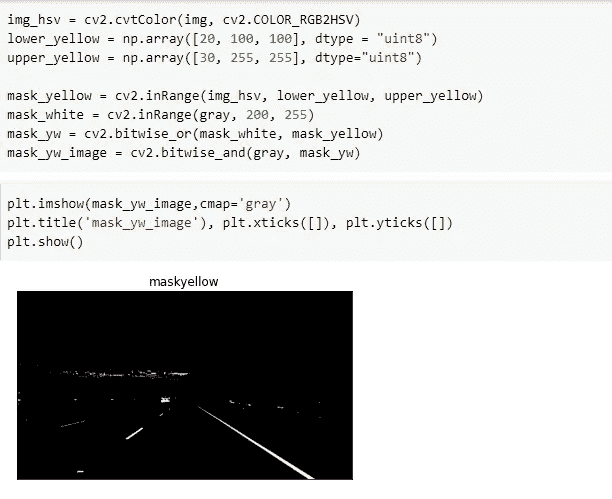 img_hsv = cv2.cvtColor(img, cv2.COLOR_RGB2HSV)
lower_yellow = np.array([20, 100, 100], dtype = "uint8")
upper_yellow = np.array([30, 255, 255], dtype="uint8")
mask_yellow = cv2.inRange(img_hsv, lower_yellow, upper_yellow)
mask_white = cv2.inRange(gray, 200, 255)
mask_yw = cv2.bitwise_or(mask_white, mask_yellow)
mask_yw_image = cv2.bitwise_and(gray, mask_yw)
plt.imshow(mask_yw_image,cmap='gray')
plt.title('mask_yw_image'), plt.xticks([]), plt.yticks([])
plt.show()
maskyellow